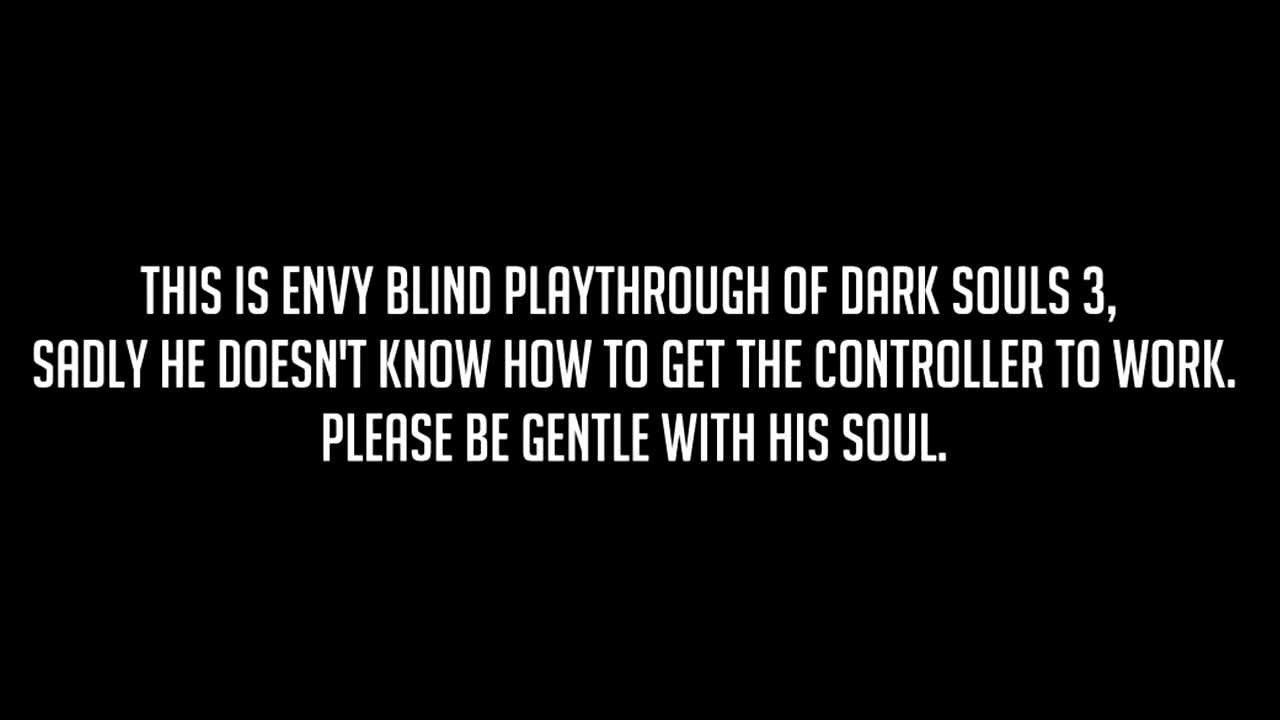 THIS IS ENVY BLIND PLAYTHROUGH OF DARK SOULS 3,
SADLY HE DOESN'T KNOW HOW TO GET THE CONTROLLER TO WORK.
PLEASE BE GENTLE WITH HIS SOUL.